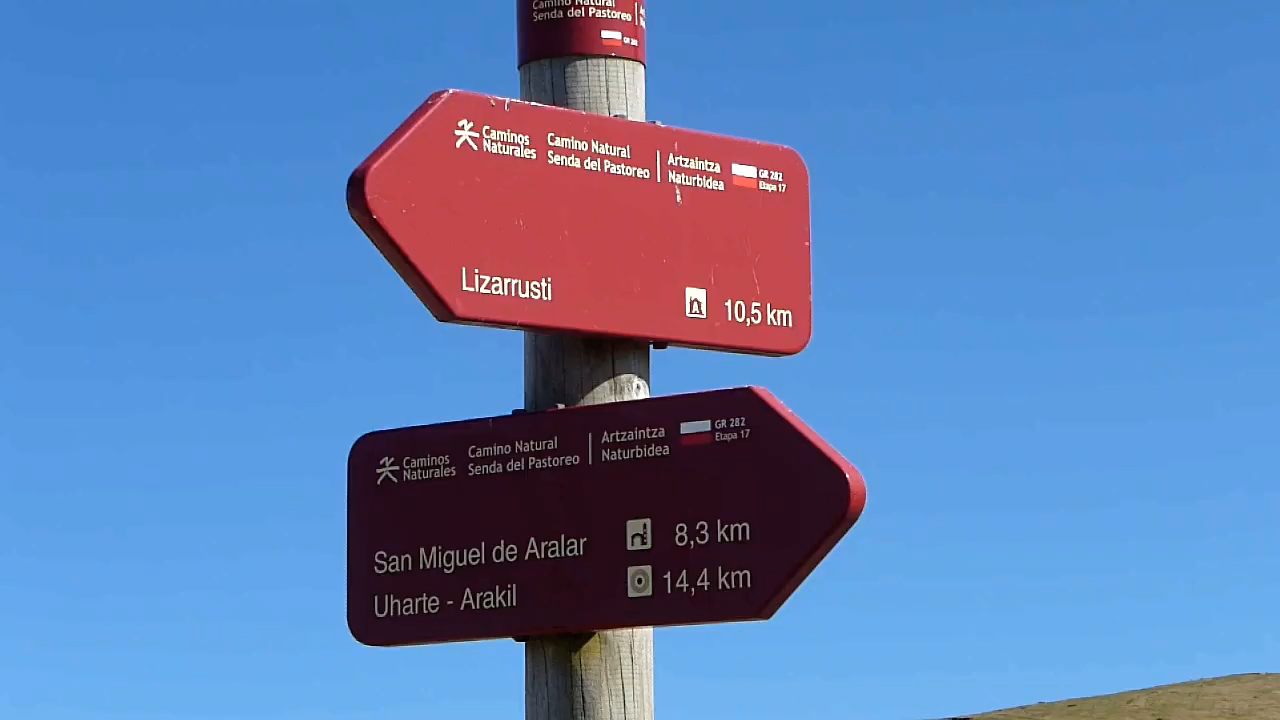 Camino Natural
Senda del Pastoreo
GR 282
Caminos
Naturales
Camino Natural
Senda del Pastoreo
Artzaintza
Naturbidea
GR 282
Etapa 17
Lizarrusti
10,5 km
Caminos
Naturales
Camino Natural
Senda del Pastoreo
Artzaintza
Naturbidea
GR 282
Etapa 17
San Miguel de Aralar 8,3 km
Uharte - Arakil 14,4 km